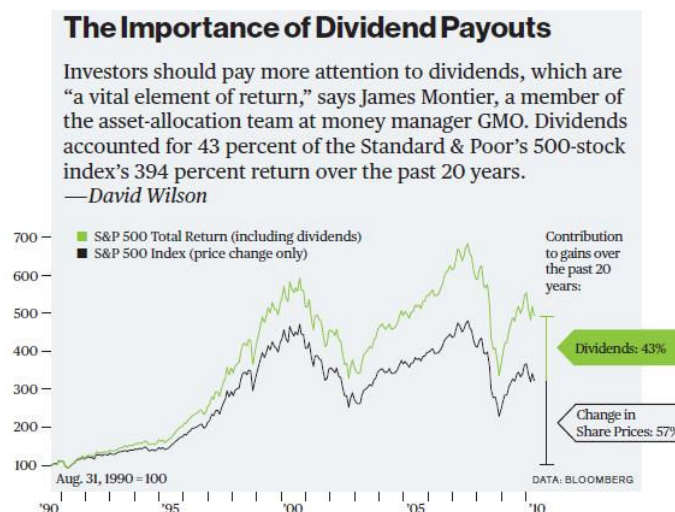 The Importance of Dividend Payouts
Investors should pay more attention to dividends, which are
“a vital element of return,” says James Montier, a member of
the asset-allocation team at money manager GMO. Dividends
accounted for 43 percent of the Standard & Poor’s 500-stock
index’s 394 percent return over the past 20 years.
—David Wilson
S&P 500 Total Return (including dividends)
S&P 500 Index (price change only)
Contribution
to gains over
the past 20
years:
700
600
500
400
300
200
100
Dividends: 43%
Change in
Share Prices: 57%
Aug. 31, 1990 = 100
DATA: BLOOMBERG
'90 '95 '00 '05 '10